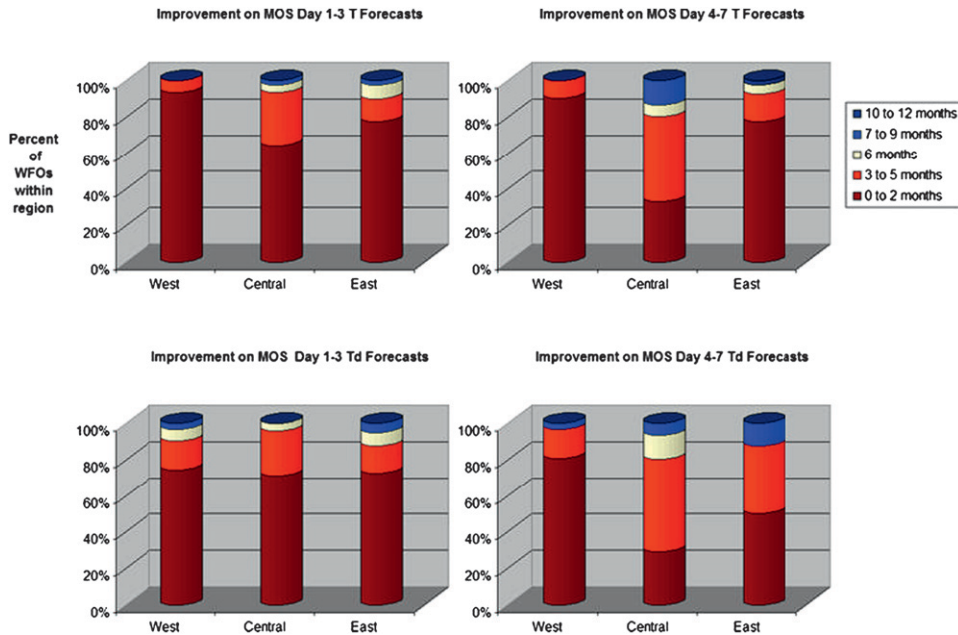 Improvement on MOS Day 1-3 T Forecasts
Percent
of
WFOs
within
region
100%
80%
60%
40%
20%
0%
West Central East
Improvement on MOS Day 4-7 T Forecasts
100%
80%
60%
40%
20%
0%
West Central East
10 to 12 months
7 to 9 months
6 months
3 to 5 months
0 to 2 months
Improvement on MOS Day 1-3 Td Forecasts
100%
80%
60%
40%
20%
0%
West Central East
Improvement on MOS Day 4-7 Td Forecasts
100%
80%
60%
40%
20%
0%
West Central East